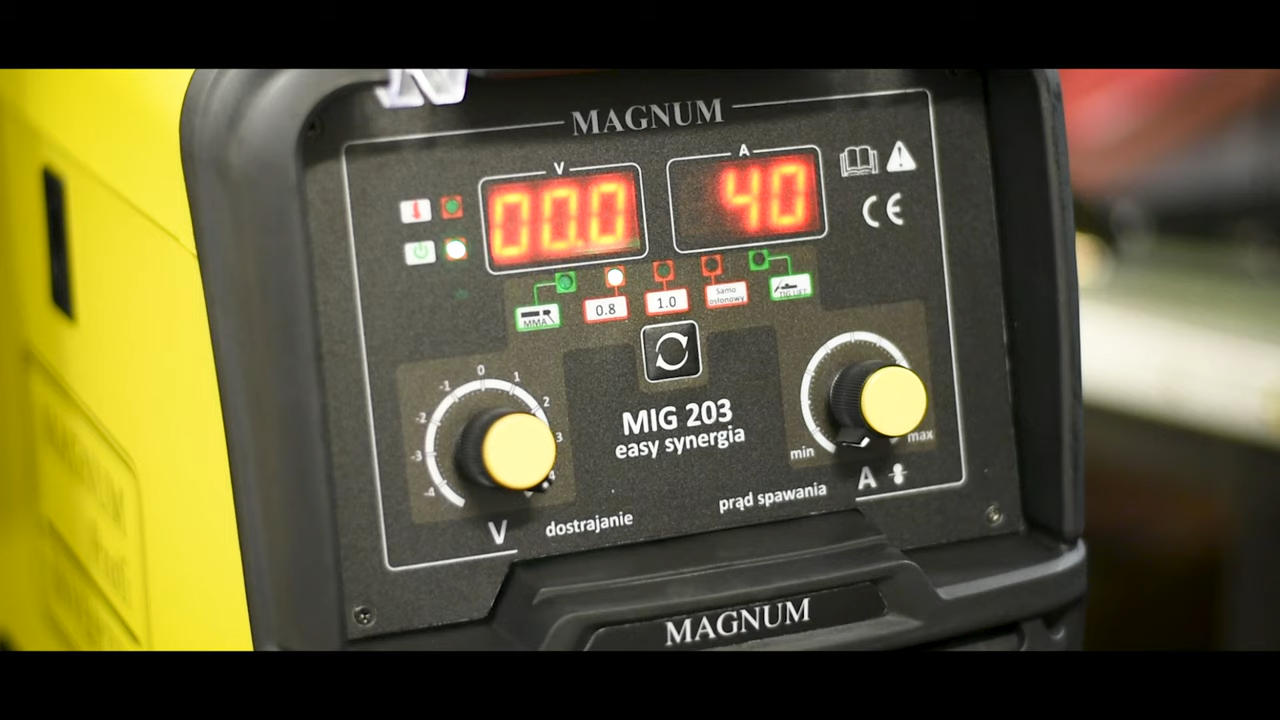 MAGNUM
V
A
00.0
40
CE
MMA
0.8
1.0
Samo
osłonowy
TIG LIFT
-4
-3
-2
-1
0
1
2
3
4
MIG 203
easy synergia
min
max
V
dostrajanie
prąd spawania
A
MAGNUM